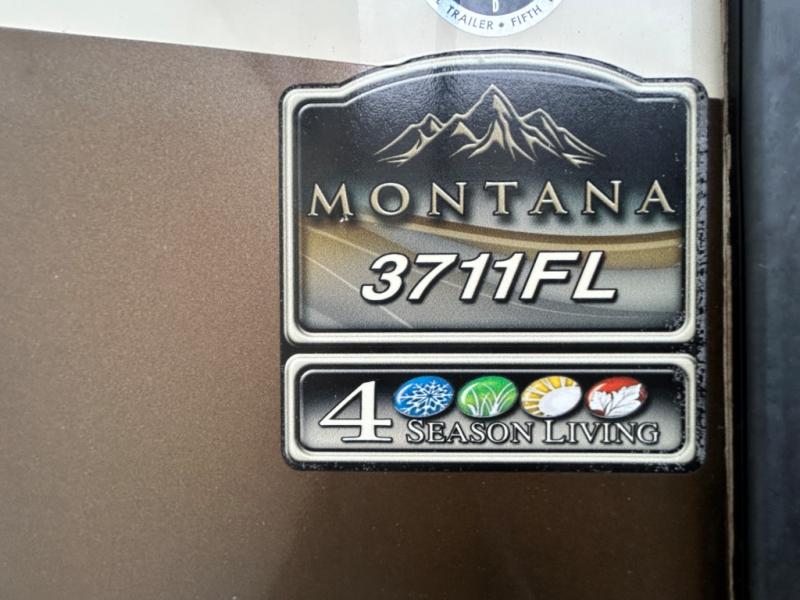 TRAILER • FIFTH
MONTANA
3711FL
4 SEASON LIVING